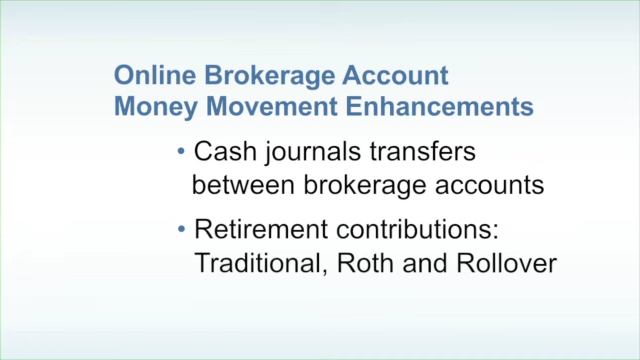 Online Brokerage Account
Money Movement Enhancements
• Cash journals transfers
between brokerage accounts
• Retirement contributions:
Traditional, Roth and Rollover